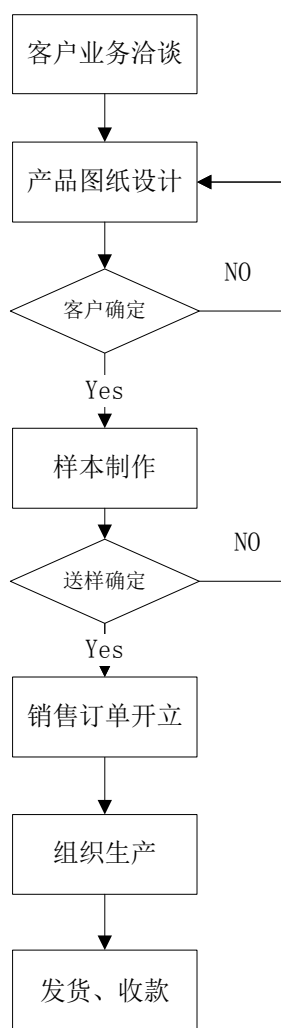 客户业务洽谈
产品图纸设计
NO
客户确定
Yes
样本制作
NO
送样确定
Yes
销售订单开立
组织生产
发货、收款